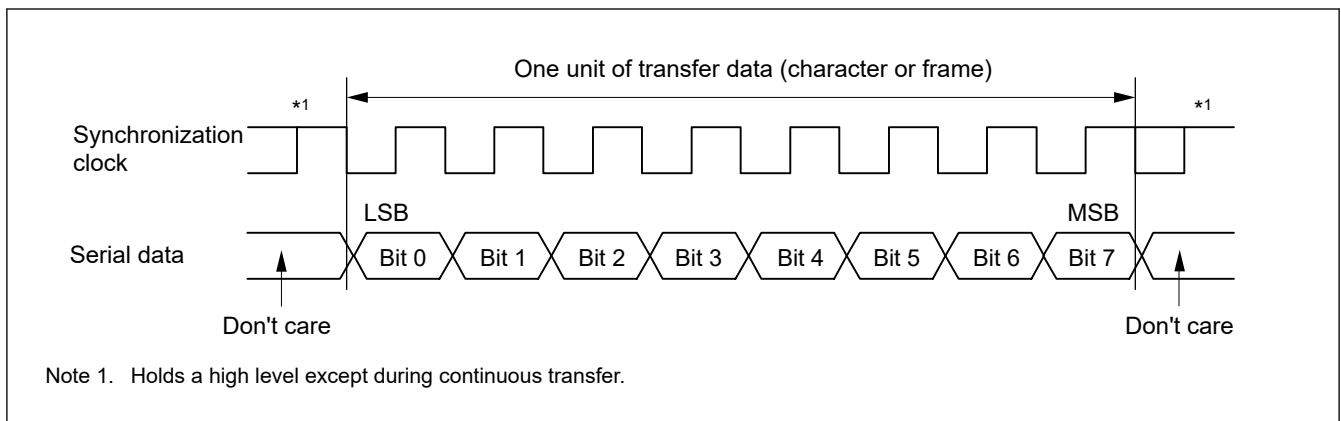 One unit of transfer data (character or frame)
*1
*1
Synchronization
clock
LSB
MSB
Serial data
Bit 0
Bit 1
Bit 2
Bit 3
Bit 4
Bit 5
Bit 6
Bit 7
Don't care
Don't care
Note 1. Holds a high level except during continuous transfer.